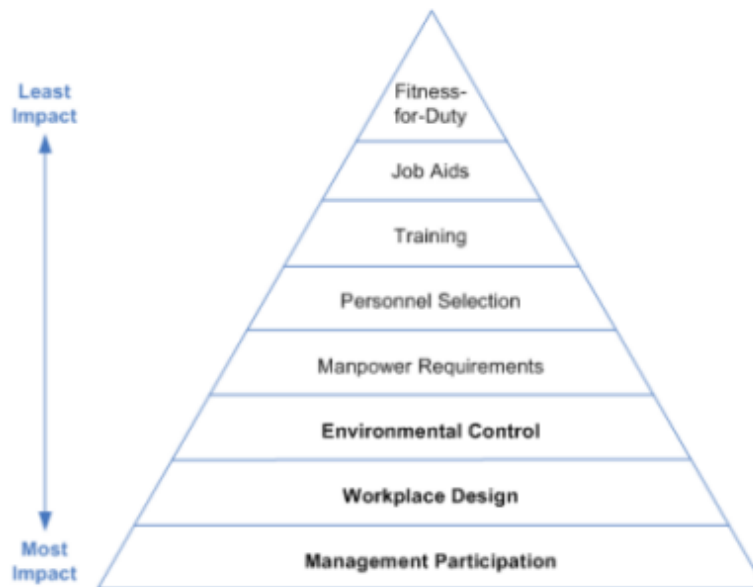 Least
Impact
Fitness-
for-Duty
Job Aids
Training
Personnel Selection
Manpower Requirements
Environmental Control
Workplace Design
Most
Impact
Management Participation